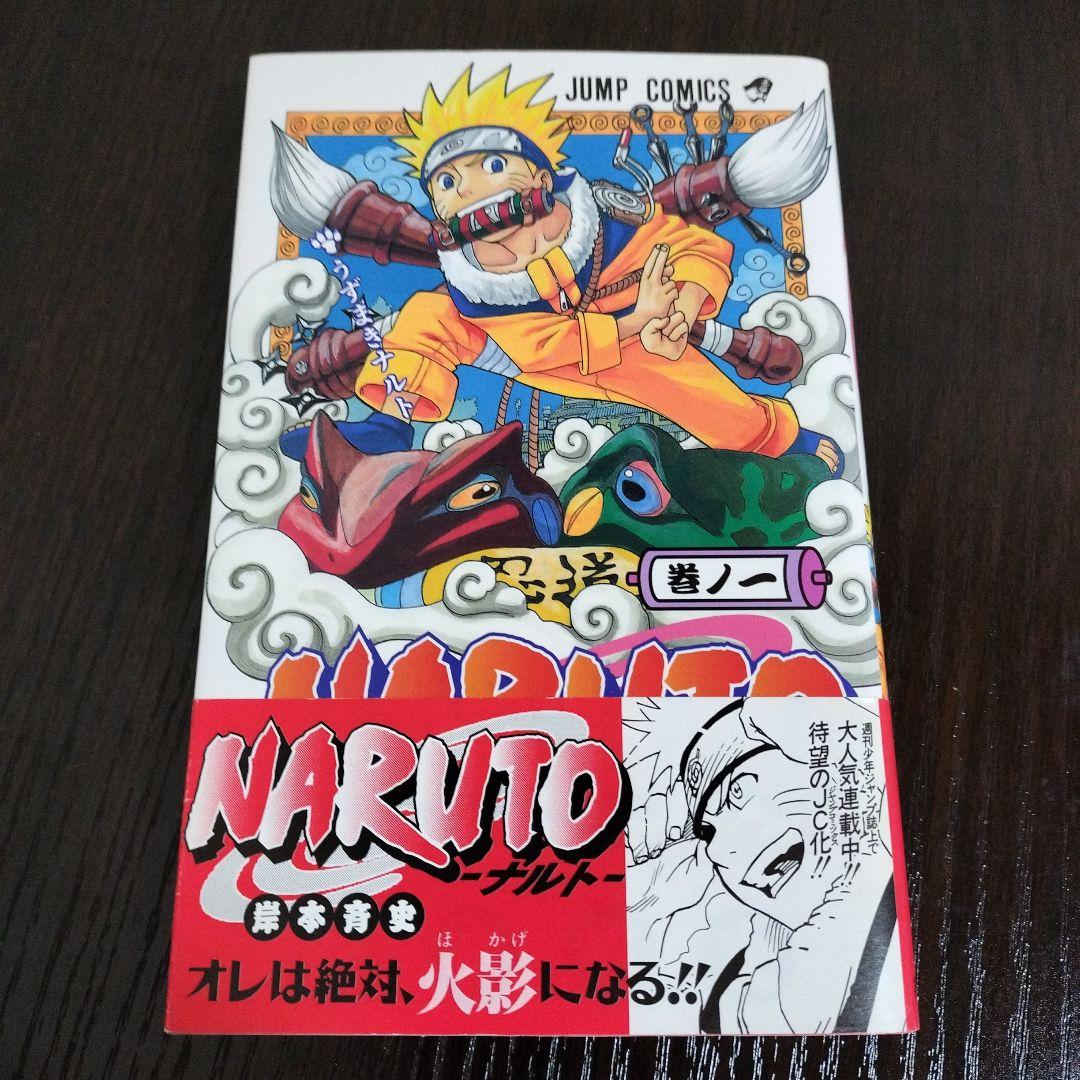 JUMP COMICS
うずまきナルト
巻ノ一
NARUTO
NARUTO
-ナルト-
岸本斉史
オレは絶対、火影になる!!
ほかげ
週刊少年ジャンプ誌上で
大人気連載中!!
待望のJC化!!
ジャンプコミックス